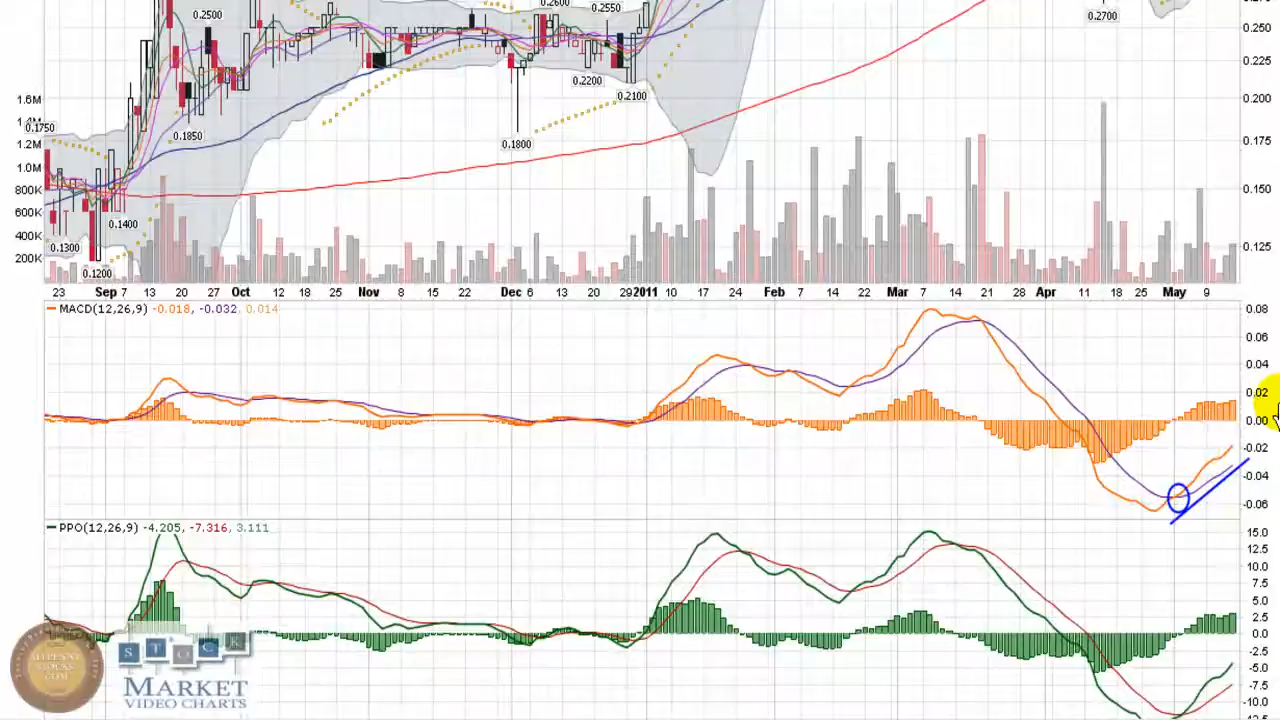 0.2500
0.2600
0.2550
0.2700
0.250
0.225
0.200
0.175
0.150
0.125
1.6M
1.4M
1.2M
1.0M
800K
600K
400K
200K
0.1750
0.1850
0.2200
0.2100
0.1800
0.1400
0.1300
0.1200
23 Sep 7 13 20 27 Oct 12 18 25 Nov 8 15 22 Dec 6 13 20 29 2011 10 17 24 Feb 7 14 22 Mar 7 14 21 28 Apr 11 18 25 May 9
MACD(12,26,9) -0.018, -0.032, 0.014
0.08
0.06
0.04
0.02
0.00
-0.02
-0.04
-0.06
PPO(12,26,9) -4.205, -7.316, 3.111
15.0
12.5
10.0
7.5
5.0
2.5
0.0
-2.5
-5.0
-7.5
-10.0
STOCK
MARKET
VIDEO CHARTS